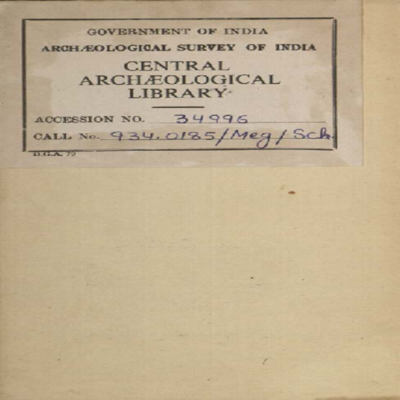 GOVERNMENT OF INDIA
ARCHÆOLOGICAL SURVEY OF INDIA
CENTRAL
ARCHÆOLOGICAL
LIBRARY
ACCESSION NO. 34996
CALL No. 934.0185/Meg/Sch.
D.G.A. 79